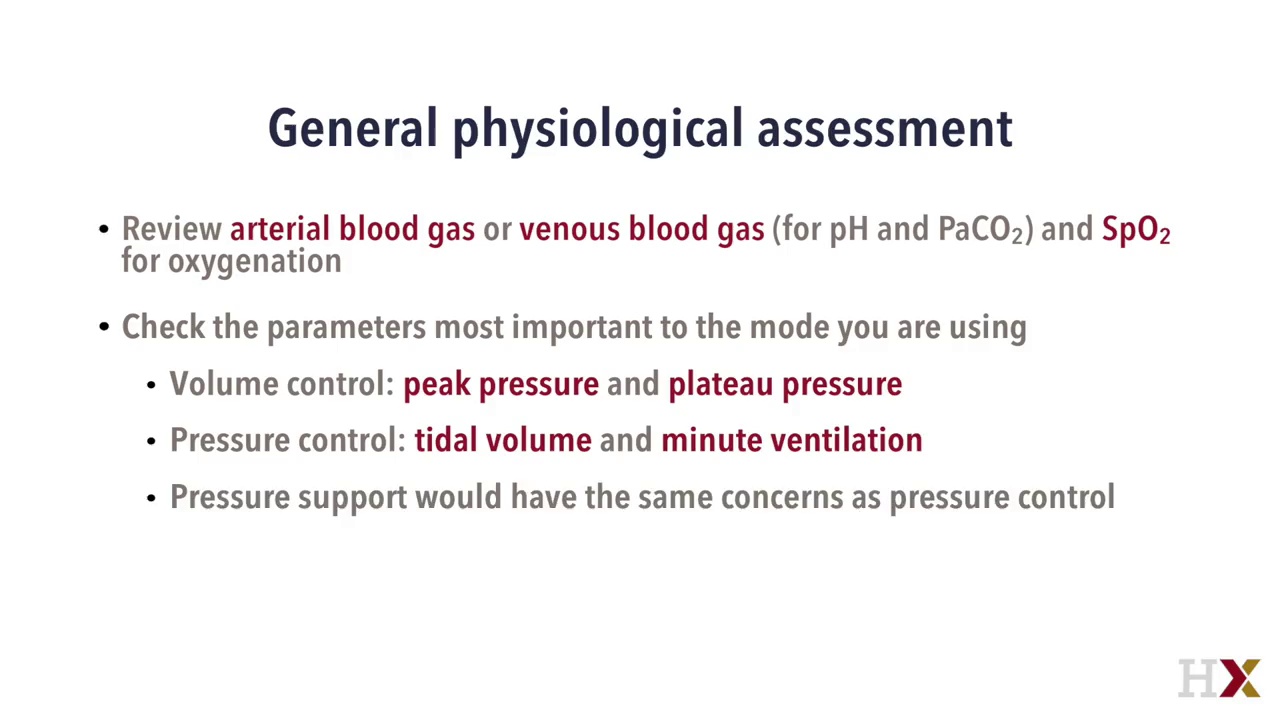 General physiological assessment
• Review arterial blood gas or venous blood gas (for pH and PaCO₂) and SpO₂
for oxygenation
• Check the parameters most important to the mode you are using
• Volume control: peak pressure and plateau pressure
• Pressure control: tidal volume and minute ventilation
• Pressure support would have the same concerns as pressure control
HX